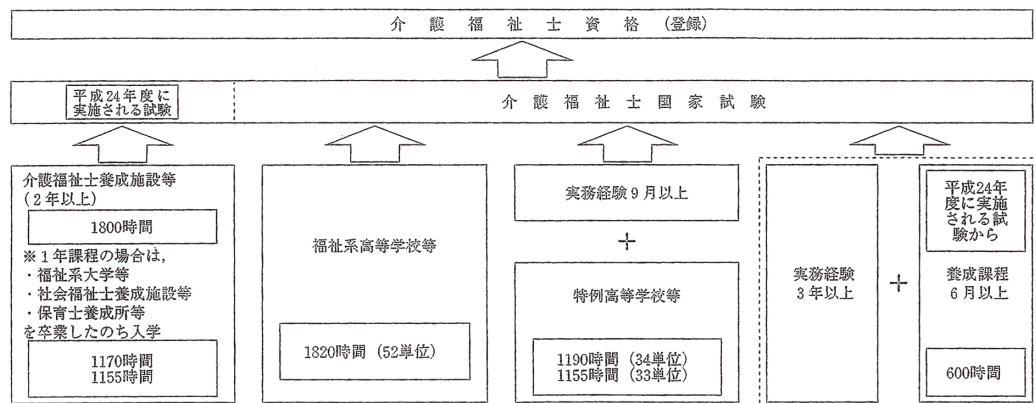 介護福祉士資格(登録)
平成24年度に
実施される試験
介護福祉士国家試験
介護福祉士養成施設等
(2年以上)
1800時間
※1年課程の場合は,
・福祉系大学等
・社会福祉士養成施設等
・保育士養成所等
を卒業したのち入学
1170時間
1155時間
福祉系高等学校等
1820時間(52単位)
実務経験9月以上
+
特例高等学校等
1190時間(34単位)
1155時間(33単位)
実務経験
3年以上
+
平成24年
度に実施
される試
験から
養成課程
6月以上
600時間